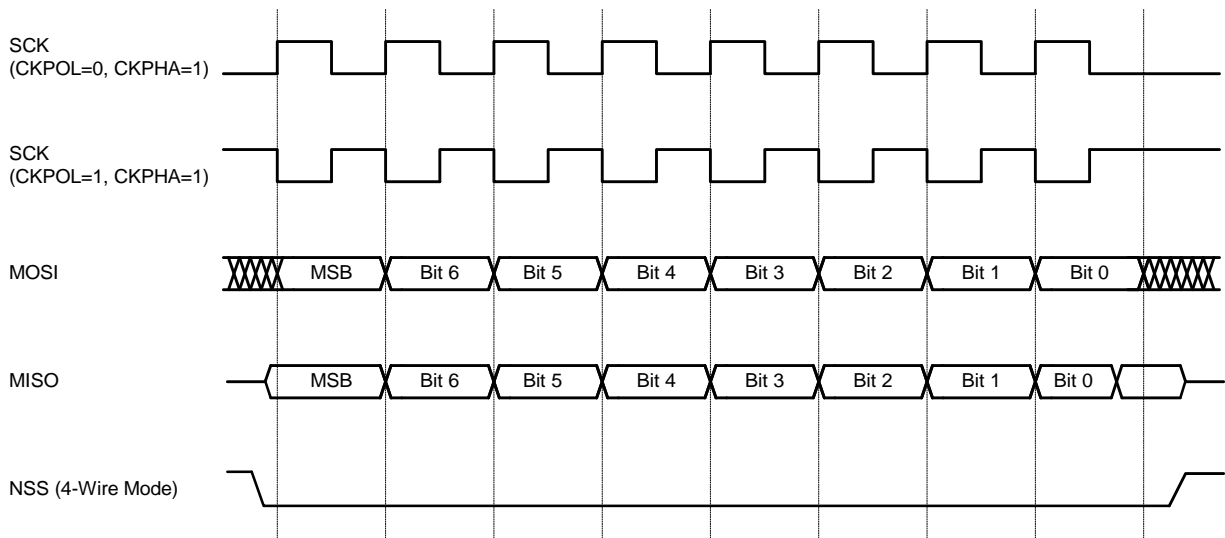 SCK
(CKPOL=0, CKPHA=1)
SCK
(CKPOL=1, CKPHA=1)
MOSI MSB Bit 6 Bit 5 Bit 4 Bit 3 Bit 2 Bit 1 Bit 0
MISO MSB Bit 6 Bit 5 Bit 4 Bit 3 Bit 2 Bit 1 Bit 0
NSS (4-Wire Mode)